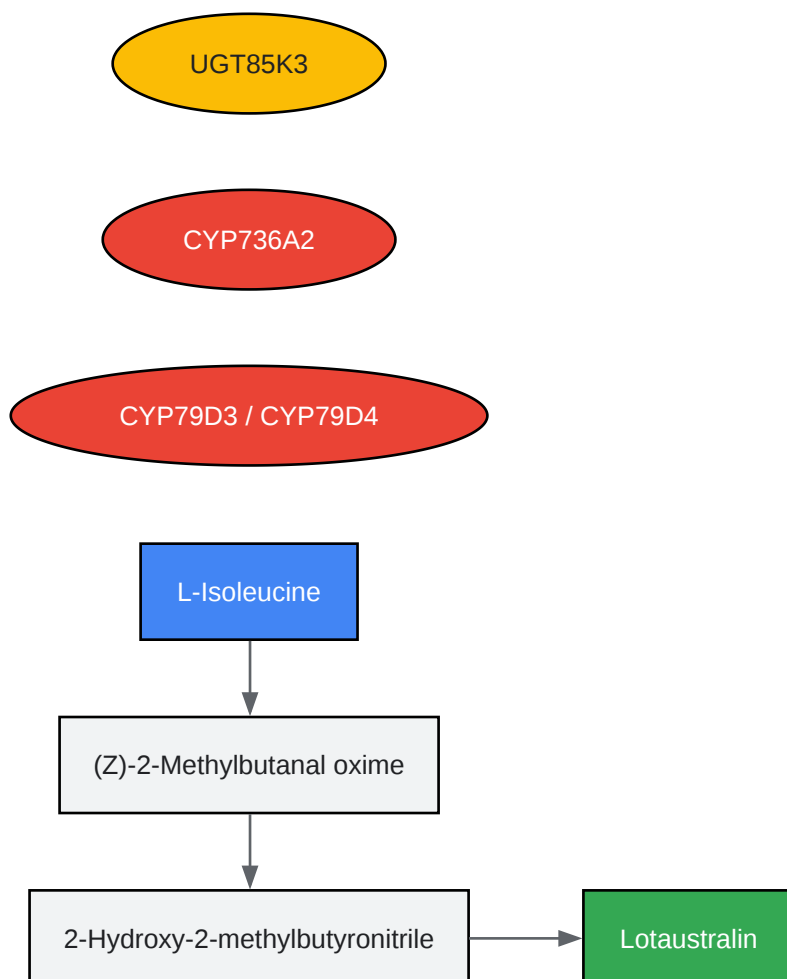 UGT85K3
CYP736A2
CYP79D3 / CYP79D4
L-Isoleucine
(Z)-2-Methylbutanal oxime
2-Hydroxy-2-methylbutyronitrile
Lotaustralin